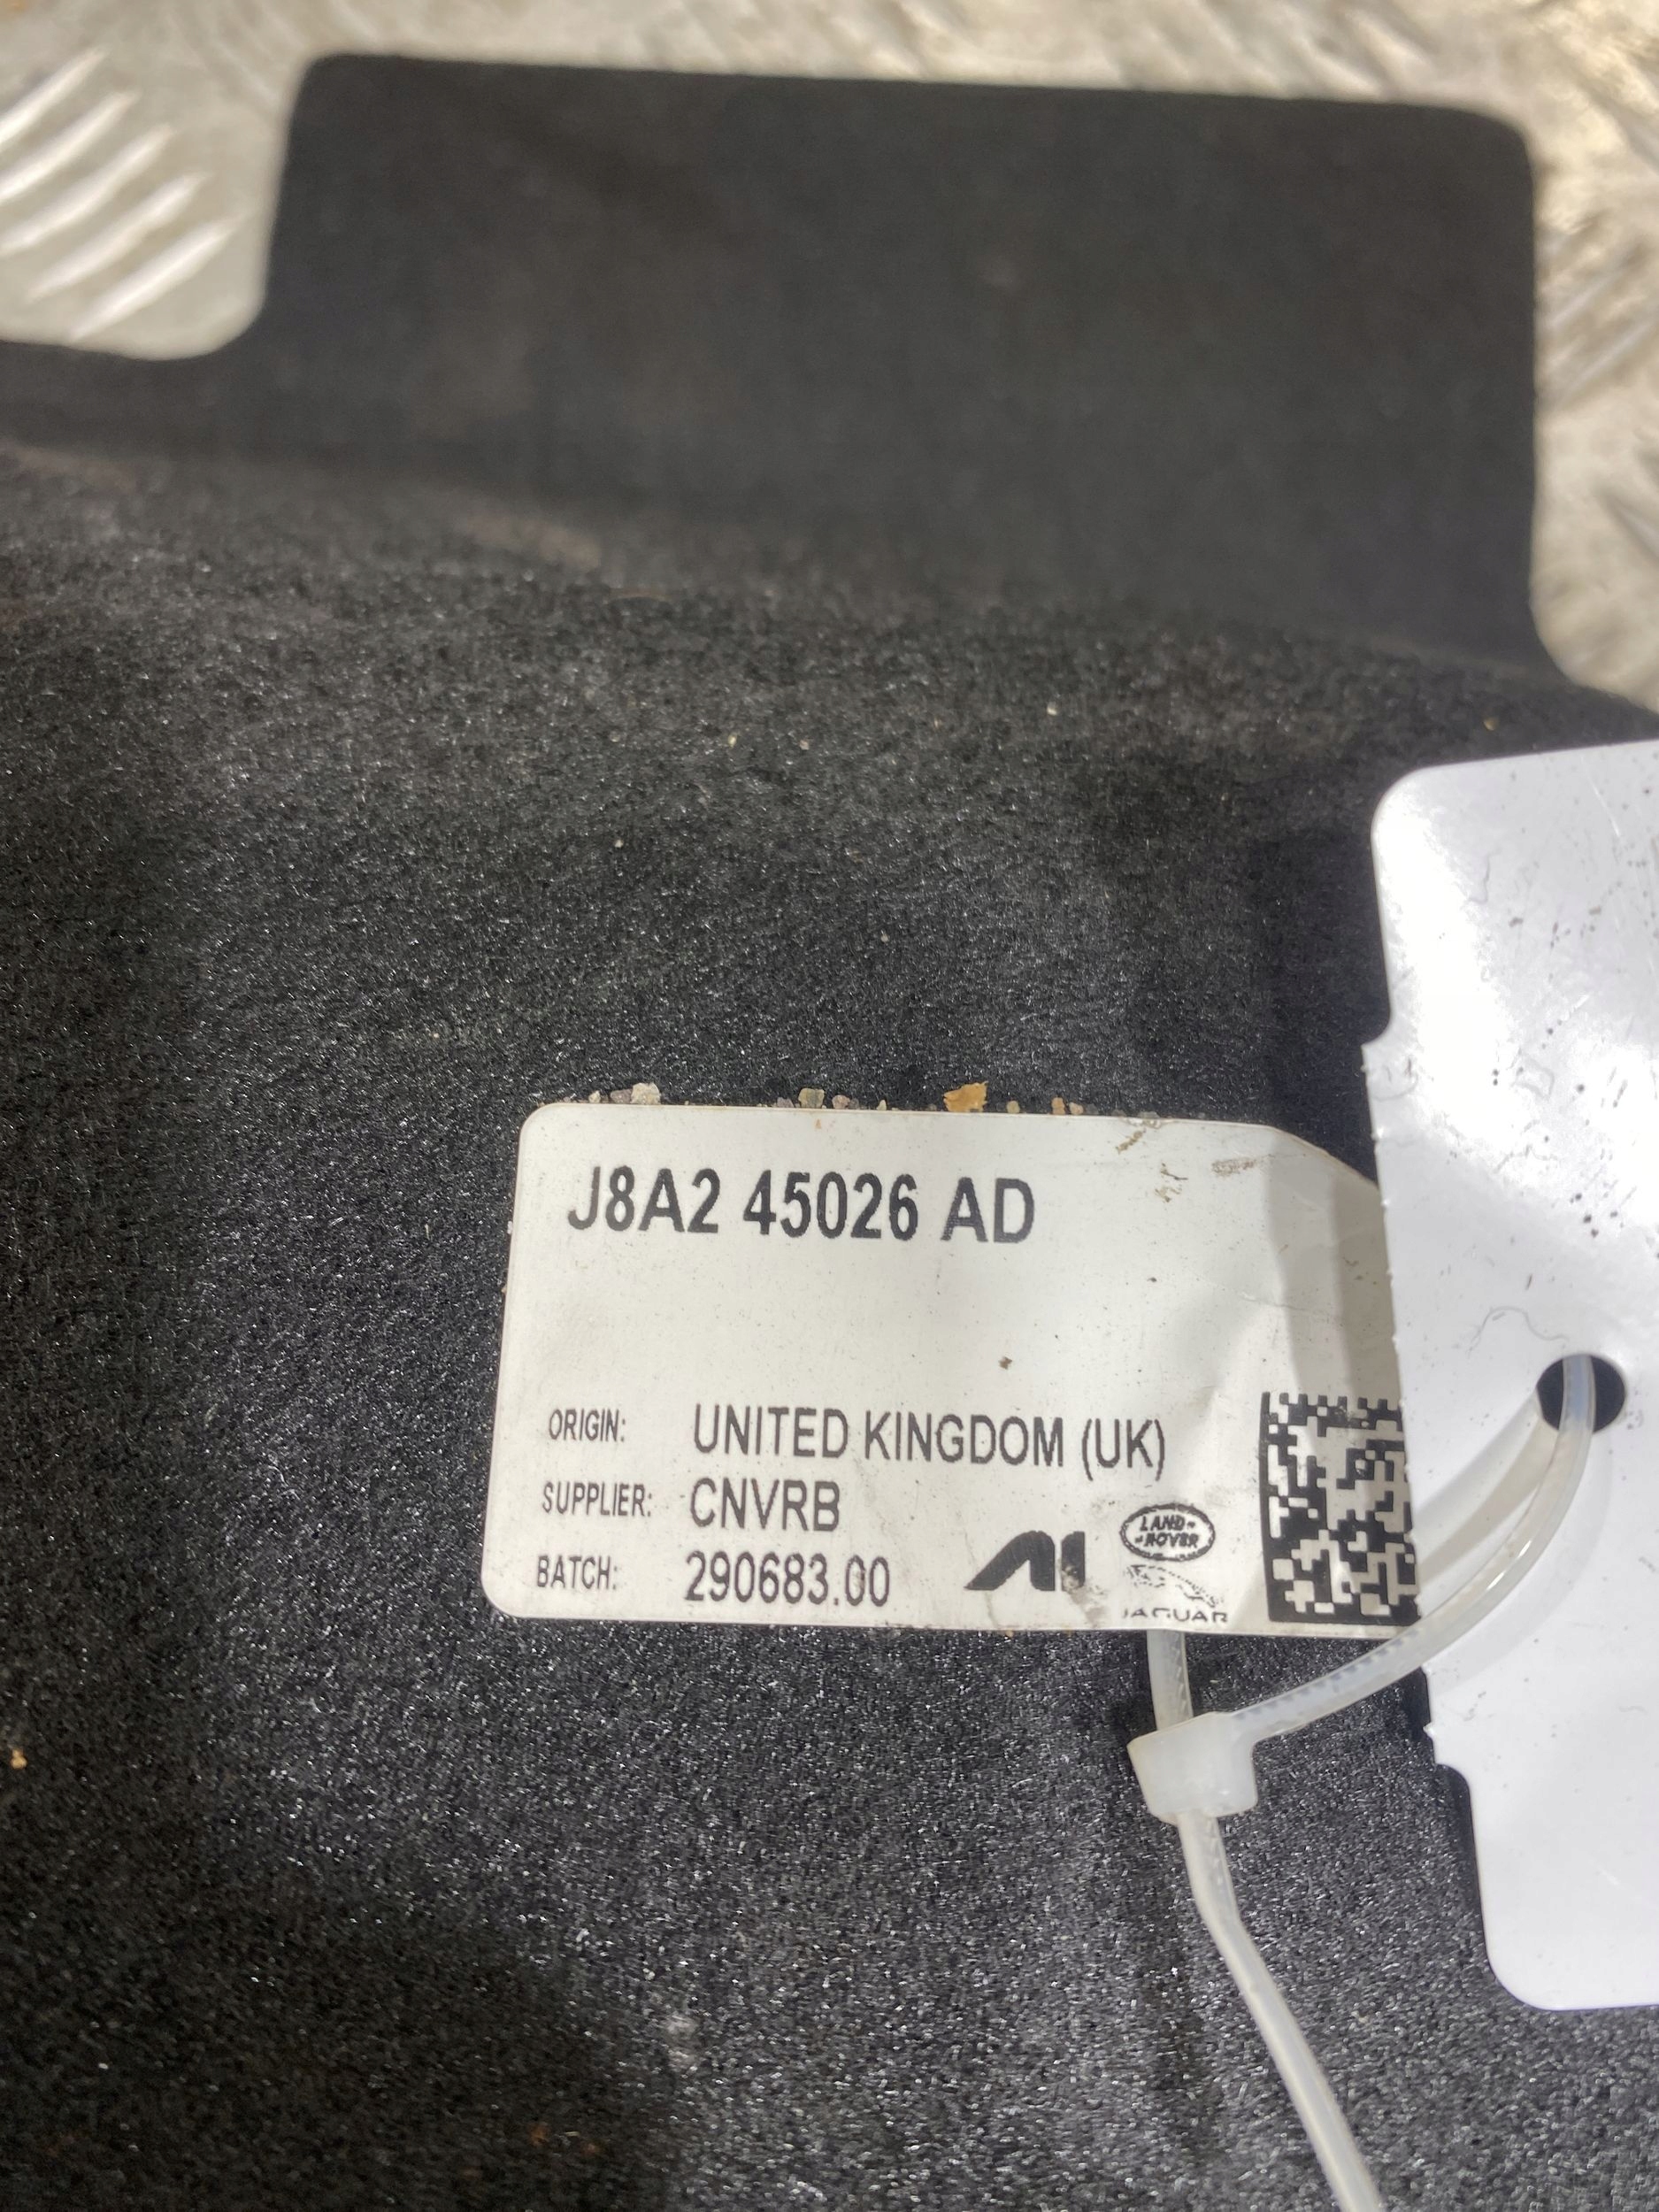 J8A2 45026 AD
ORIGIN: UNITED KINGDOM (UK)
SUPPLIER: CNVRB
BATCH: 290683.00
LAND-
-ROVER
JAGUAR